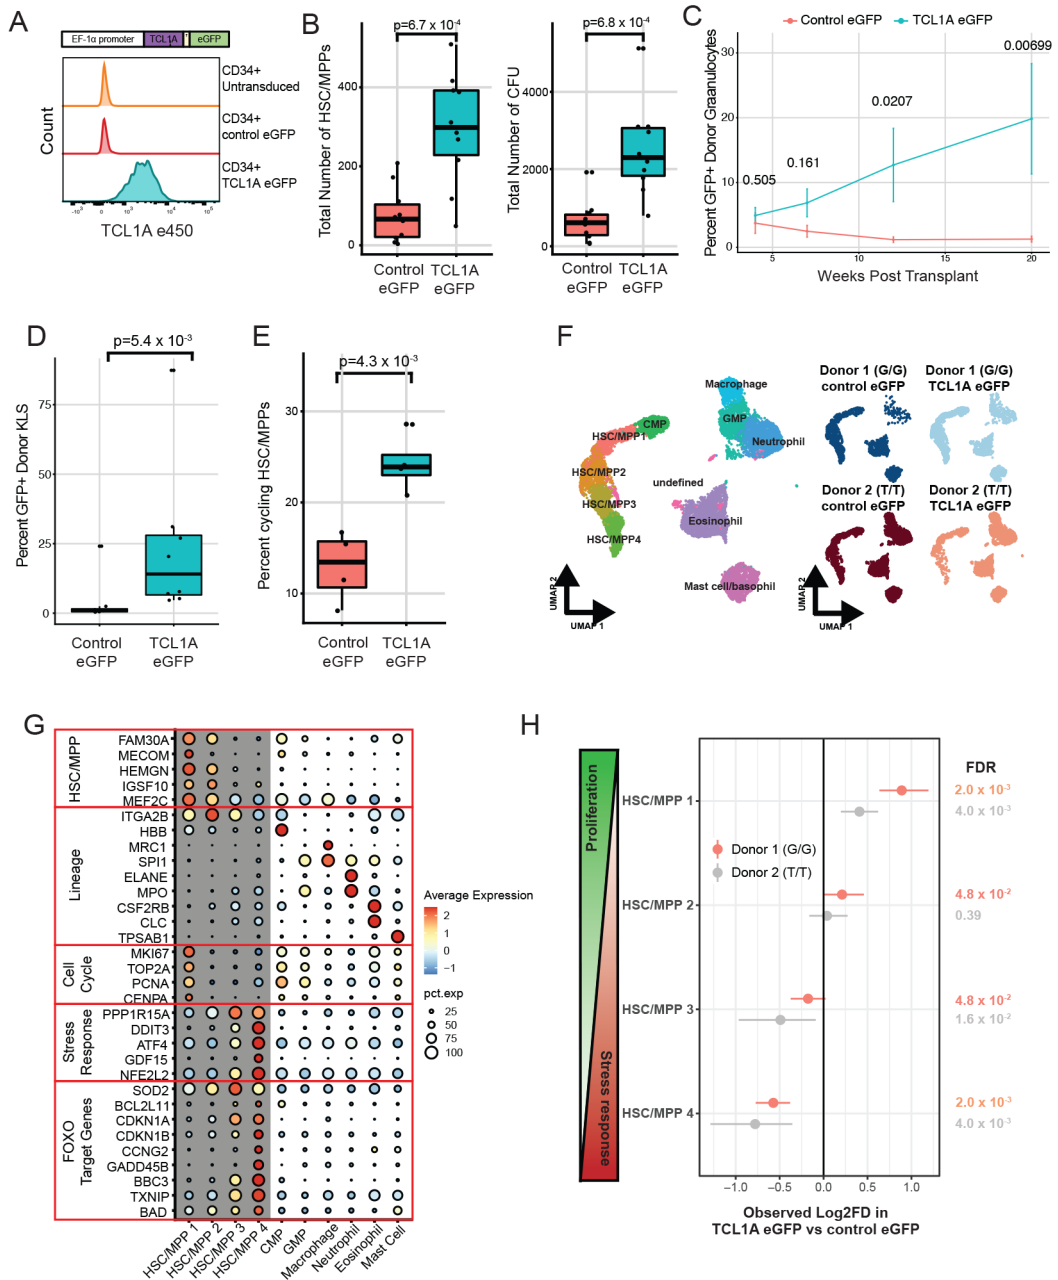 A
EF-1α promoter
TCL1A
eGFP
CD34+
Untransduced
CD34+
control eGFP
CD34+
TCL1A eGFP
Count
TCL1A e450
B
p=6.7 x 10-4
Total Number of HSC/MPPs
400
200
0
Control
eGFP
TCL1A
eGFP
p=6.8 x 10-4
Total Number of CFU
4000
2000
0
Control
eGFP
TCL1A
eGFP
C
Control eGFP
TCL1A eGFP
Percent GFP+ Donor Graanulocytes
30
20
10
0
0.505
0.161
0.0207
0.00699
5
10
15
20
Weeks Post Transplant
D
p=5.4 x 10-3
Percent GFP+ Donor KLS
75
50
25
0
Control
eGFP
TCL1A
eGFP
E
p=4.3 x 10-3
Percent cycling HSC/MPPs
30
20
10
Control
eGFP
TCL1A
eGFP
F
Macrophage
CMP
GMP
HSC/MPP1
Neutrophil
HSC/MPP2
undefined
HSC/MPP3
Eosinophil
HSC/MPP4
Mast cell/basophil
UMAP 2
UMAP 1
Donor 1 (G/G)
control eGFP
Donor 1 (G/G)
TCL1A eGFP
Donor 2 (T/T)
control eGFP
Donor 2 (T/T)
TCL1A eGFP
UMAP 2
UMAP 1
G
HSC/MPP
FAM30A
MECOM
HEMGN
IGSF10
MEF2C
Lineage
ITGA2B
HBB
MRC1
SPI1
ELANE
MPO
CSF2RB
CLC
TPSAB1
Cell
Cycle
MKI67
TOP2A
PCNA
CENPA
Stress
Response
PPP1R15A
DDIT3
ATF4
GDF15
NFE2L2
FOXO
Target Genes
SOD2
BCL2L11
CDKN1A
CDKN1B
CCNG2
GADD45B
BBC3
TXNIP
BAD
HSC/MPP 1
HSC/MPP 2
HSC/MPP 3
HSC/MPP 4
CMP
GMP
Macrophage
Neutrophil
Eosinophil
Mast Cell
Average Expression
2
1
0
−1
pct.exp
25
50
75
100
H
Proliferation
Stress response
HSC/MPP 1
HSC/MPP 2
HSC/MPP 3
HSC/MPP 4
Donor 1 (G/G)
Donor 2 (T/T)
FDR
2.0 x 10-3
4.0 x 10-3
4.8 x 10-2
0.39
4.8 x 10-2
1.6 x 10-2
2.0 x 10-3
4.0 x 10-3
−1.0
−0.5
0.0
0.5
1.0
Observed Log2FD in
TCL1A eGFP vs control eGFP